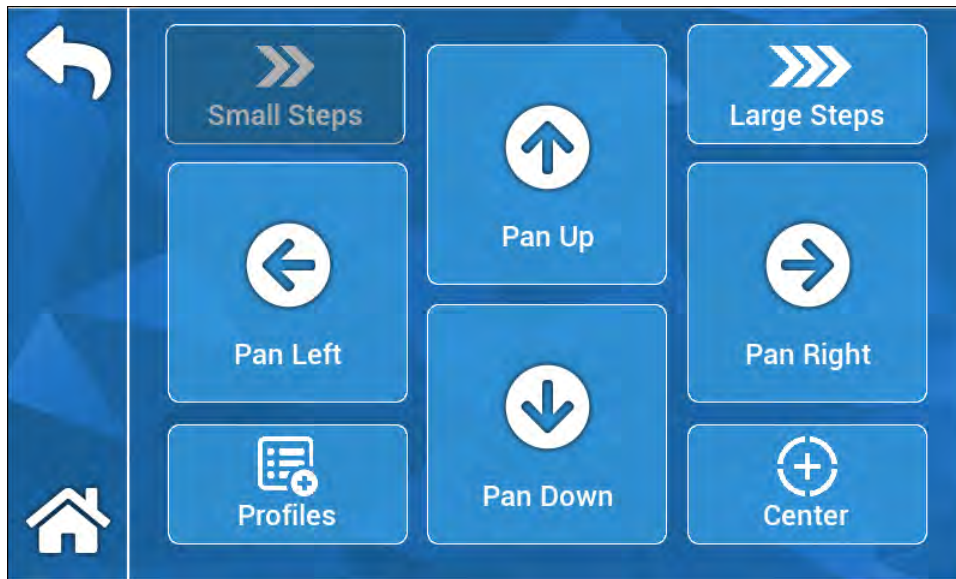 Small Steps
Large Steps
Pan Up
Pan Left
Pan Right
Pan Down
Profiles
Center